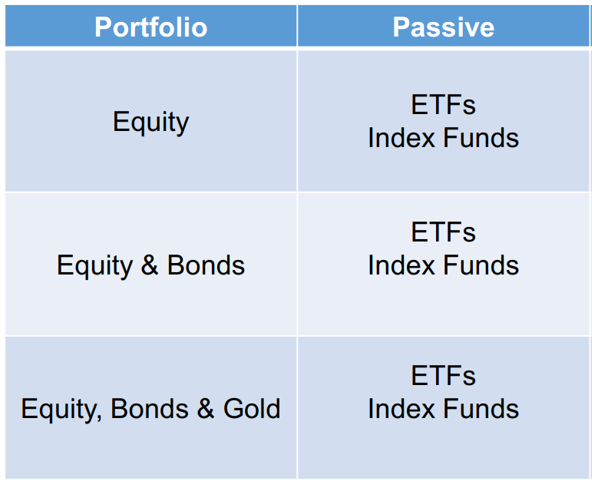 Portfolio
Passive
Equity
ETFs
Index Funds
Equity & Bonds
ETFs
Index Funds
Equity, Bonds & Gold
ETFs
Index Funds